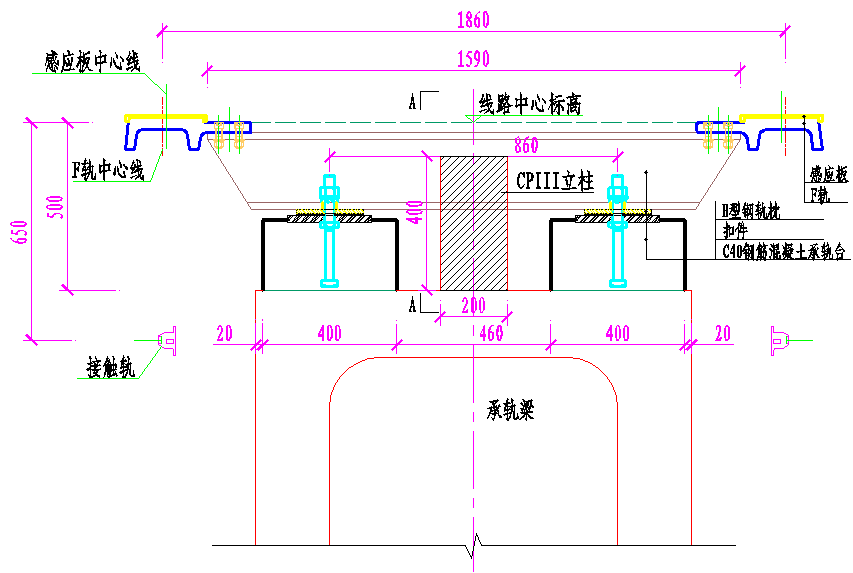 1860
感应板中心线
1590
A
线路中心标高
860
F轨中心线
CPIII立柱
感应板
F轨
500
400
650
H型钢轨枕
扣件
C40钢筋混凝土承轨台
A
200
20
400
460
400
20
接触轨
承轨梁